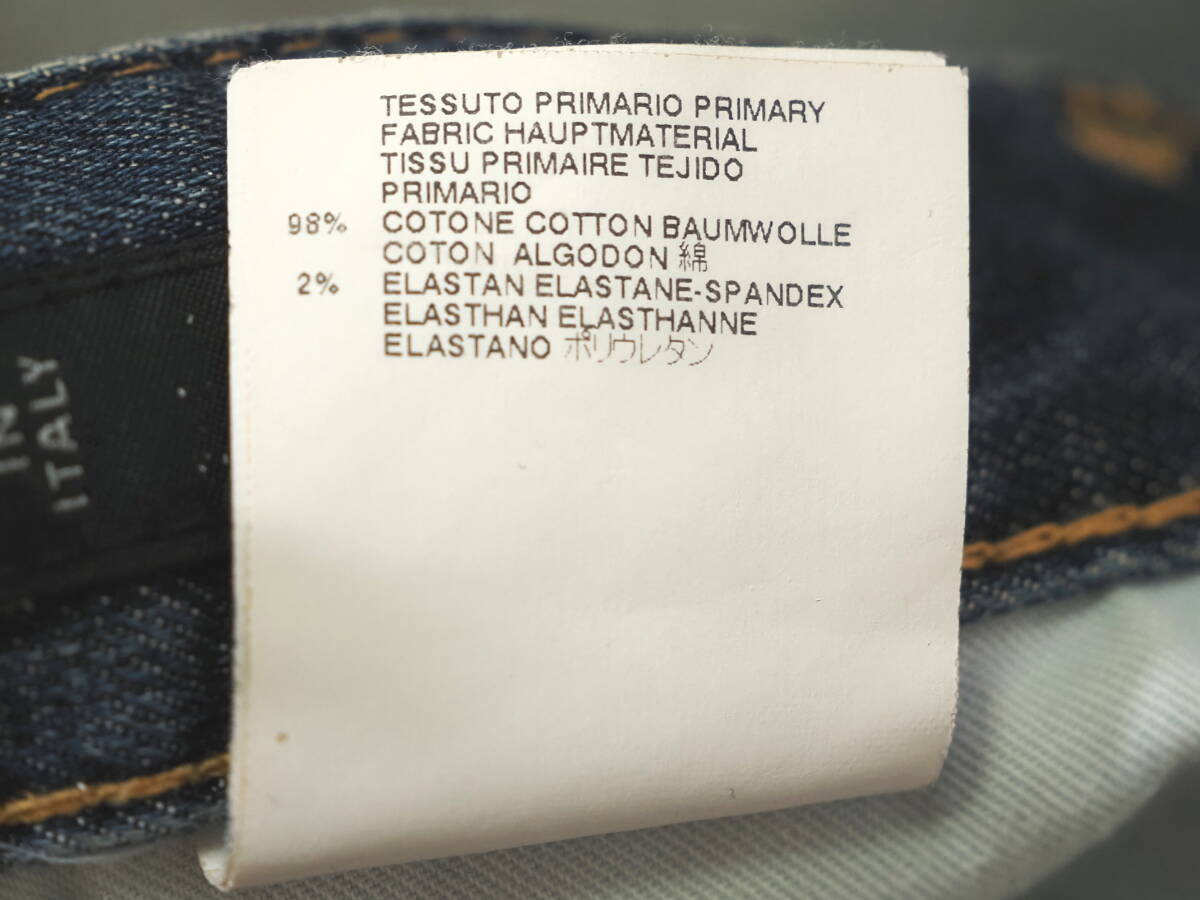 TESSUTO PRIMARIO PRIMARY
FABRIC HAUPTMATERIAL
TISSU PRIMAIRE TEJIDO
PRIMARIO
98% COTONE COTTON BAUMWOLLE
COTON ALGODON 綿
2% ELASTAN ELASTANE-SPANDEX
ELASTHAN ELASTHANNE
ELASTANO ポリウレタン
IN
ITALY